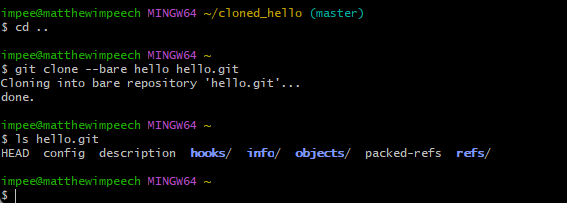 impee@matthewimpeech MINGW64 ~/cloned_hello (master)
$ cd ..
impee@matthewimpeech MINGW64 ~
$ git clone --bare hello hello.git
Cloning into bare repository 'hello.git'...
done.
impee@matthewimpeech MINGW64 ~
$ ls hello.git
HEAD  config  description  hooks/  info/  objects/  packed-refs  refs/
impee@matthewimpeech MINGW64 ~
$